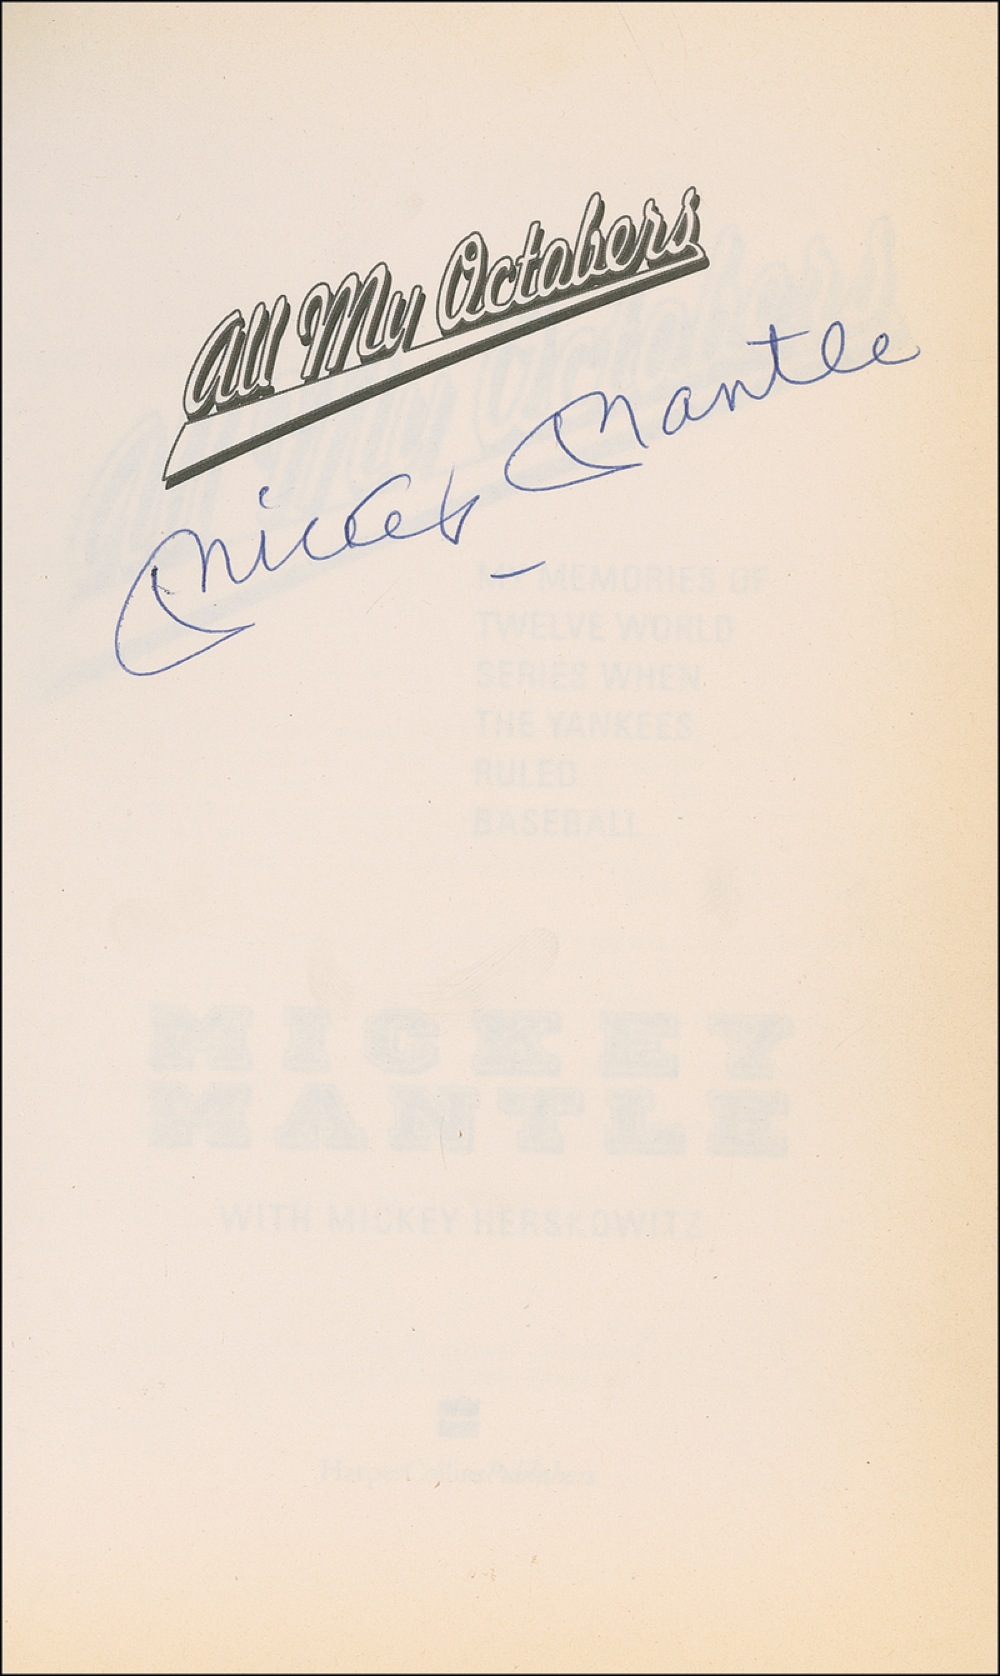 All My Octobers
Mickey Mantle
MY MEMORIES OF
TWELVE WORLD
SERIES WHEN
THE YANKEES
RULED
BASEBALL
MICKEY
MANTLE
WITH MICKEY HERSKOWITZ
HarperCollinsPublishers